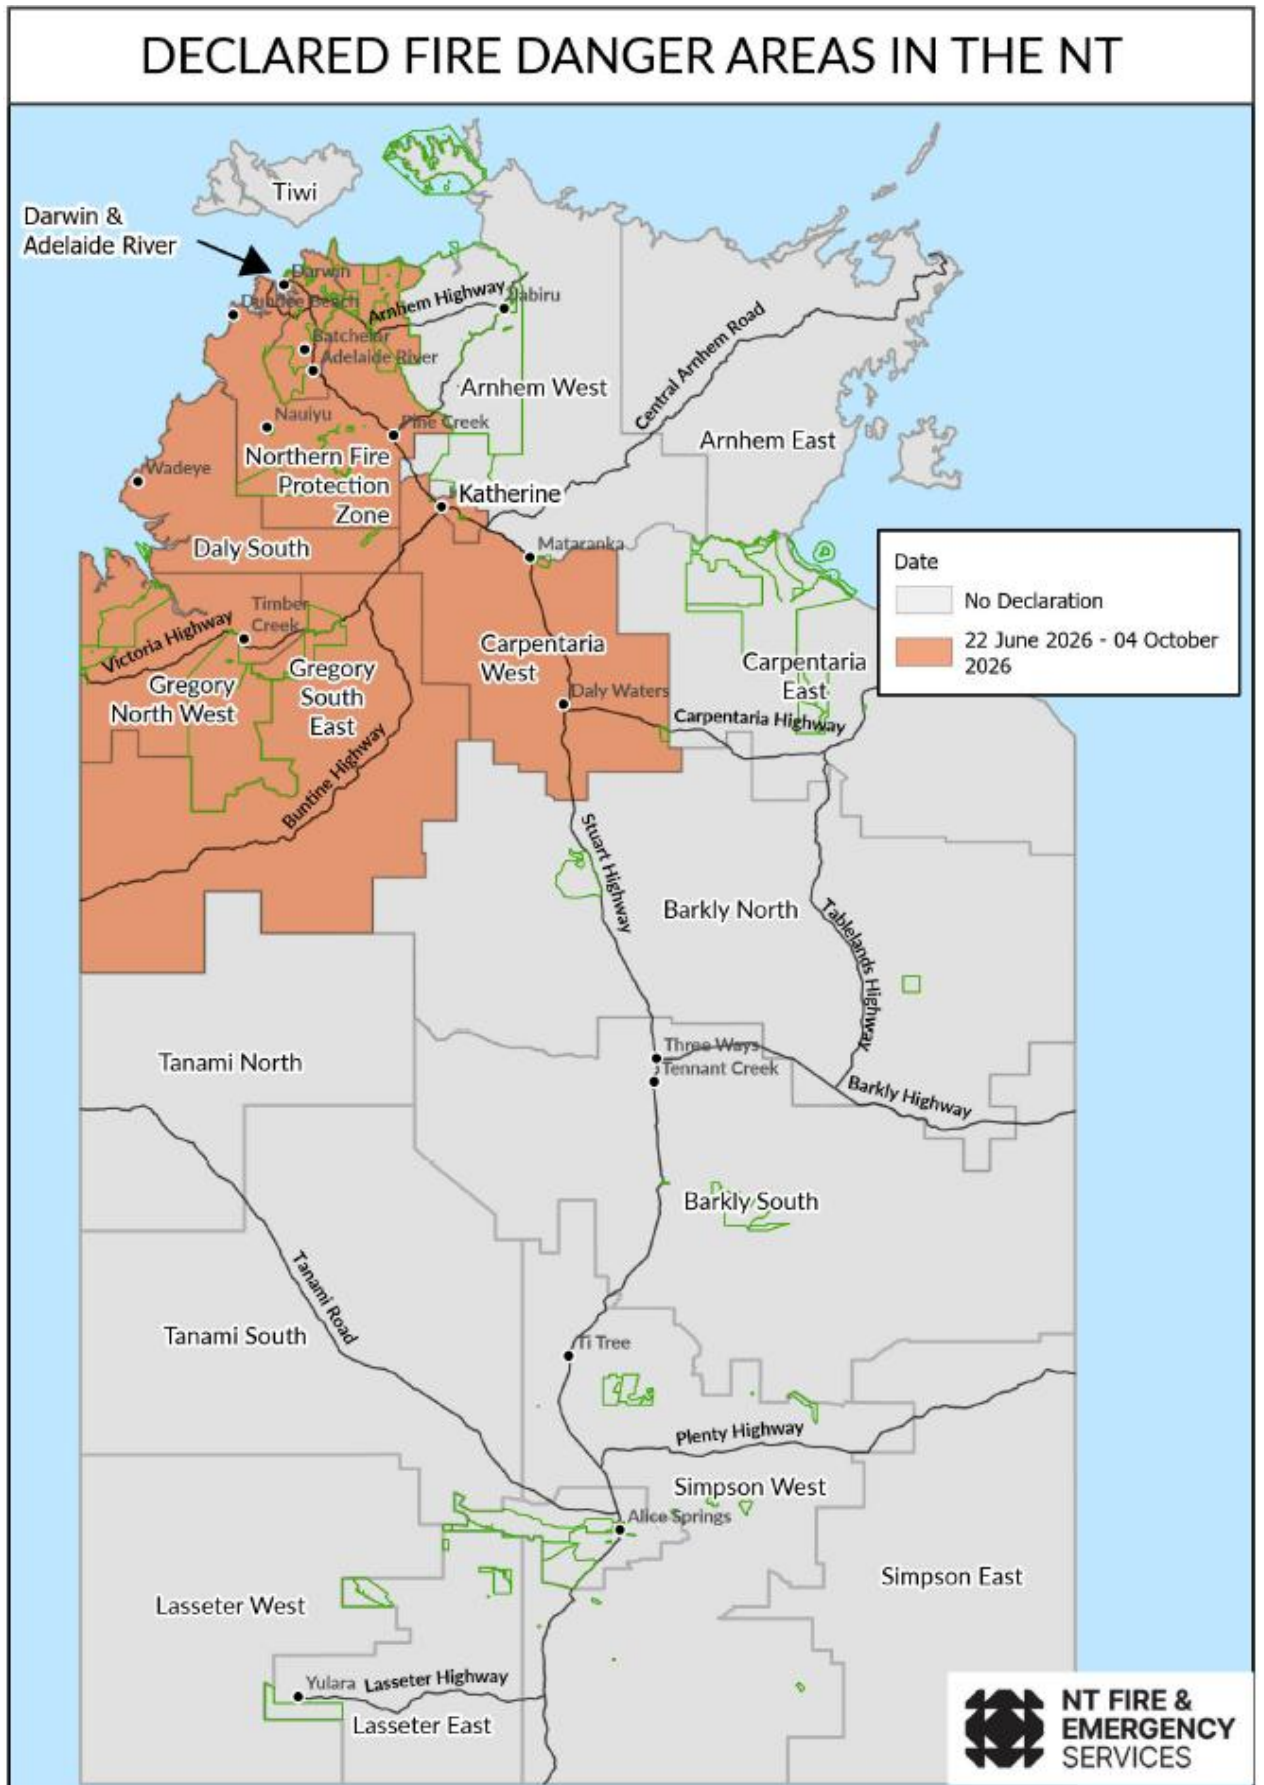 DECLARED FIRE DANGER AREAS IN THE NT
Tiwi
Darwin &
Adelaide River
Darwin
Dundee Beach
Arnhem Highway
Jabiru
Batchelor
Adelaide River
Central Arnhem Road
Arnhem West
Nauiyu
Pine Creek
Arnhem East
Northern Fire
Protection
Zone
Wadeye
Katherine
Daly South
Mataranka
Date
No Declaration
22 June 2026 - 04 October
2026
Timber
Creek
Victoria Highway
Carpentaria
West
Gregory
North West
Gregory
South
East
Carpentaria
East
Daly Waters
Carpentaria Highway
Buntine Highway
Stuart Highway
Barkly North
Tablelands Highway
Tanami North
Three Ways
Tennant Creek
Barkly Highway
Barkly South
Tanami Road
Tanami South
Ti Tree
Plenty Highway
Simpson West
Alice Springs
Simpson East
Lasseter West
Yulara
Lasseter Highway
Lasseter East
NT FIRE &
EMERGENCY
SERVICES